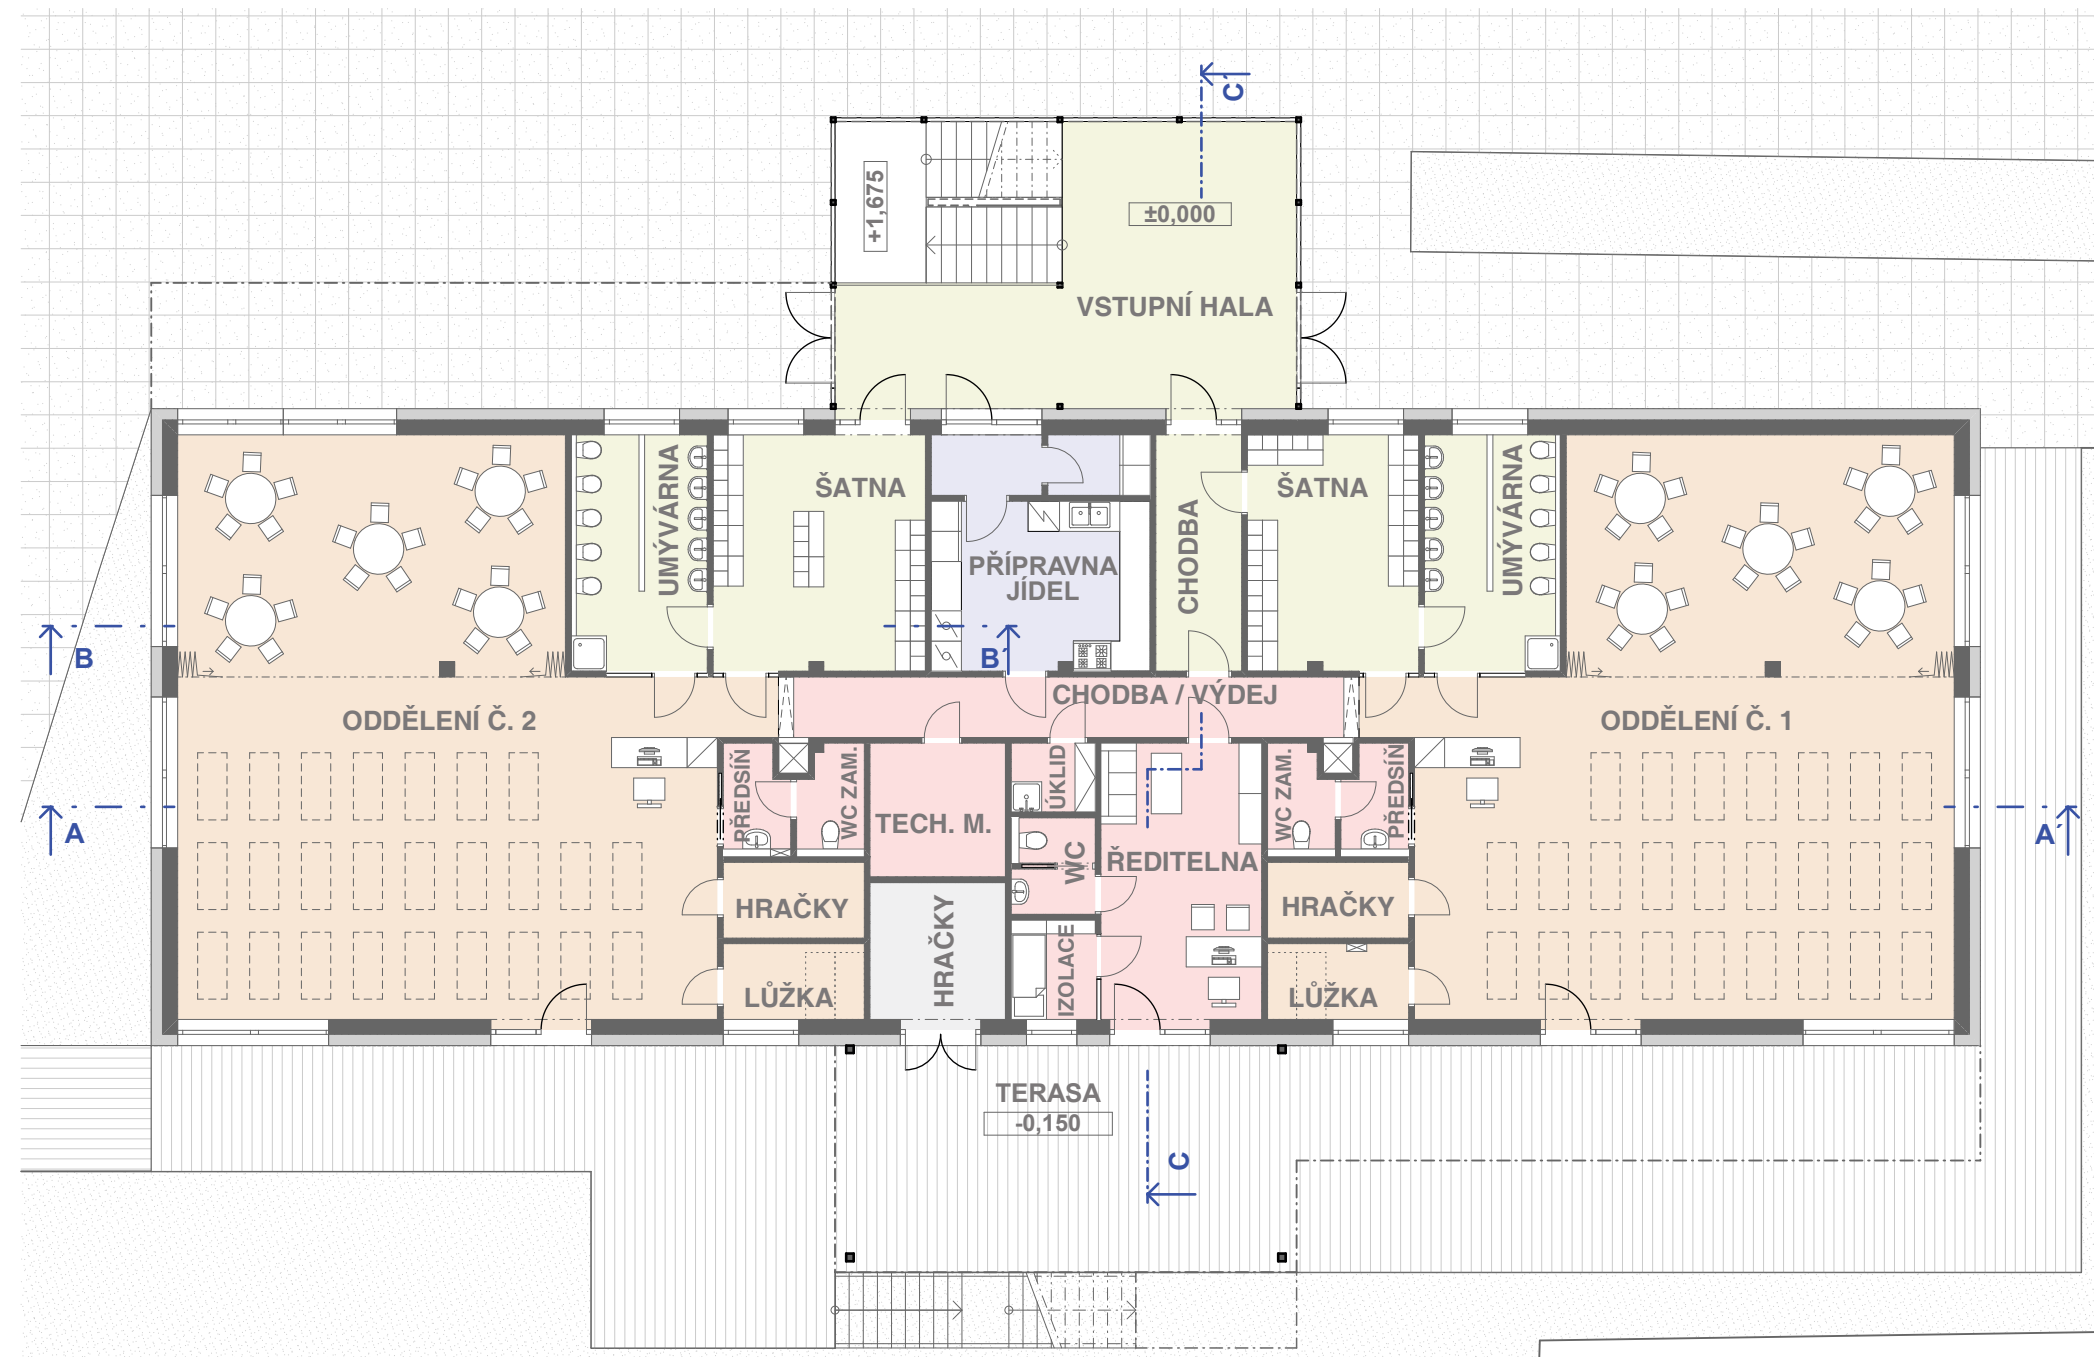 C´
+1,675
±0,000
VSTUPNÍ HALA
UMÝVÁRNA
ŠATNA
PŘÍPRAVNA
JÍDEL
CHODBA
ŠATNA
UMÝVÁRNA
B
B´
CHODBA / VÝDEJ
ODDĚLENÍ Č. 2
ODDĚLENÍ Č. 1
PŘEDSÍŇ
WC ZAM.
TECH. M.
ÚKLID
WC
ŘEDITELNA
WC ZAM.
PŘEDSÍŇ
A
A´
HRAČKY
HRAČKY
HRAČKY
LŮŽKA
IZOLACE
LŮŽKA
TERASA
-0,150
C